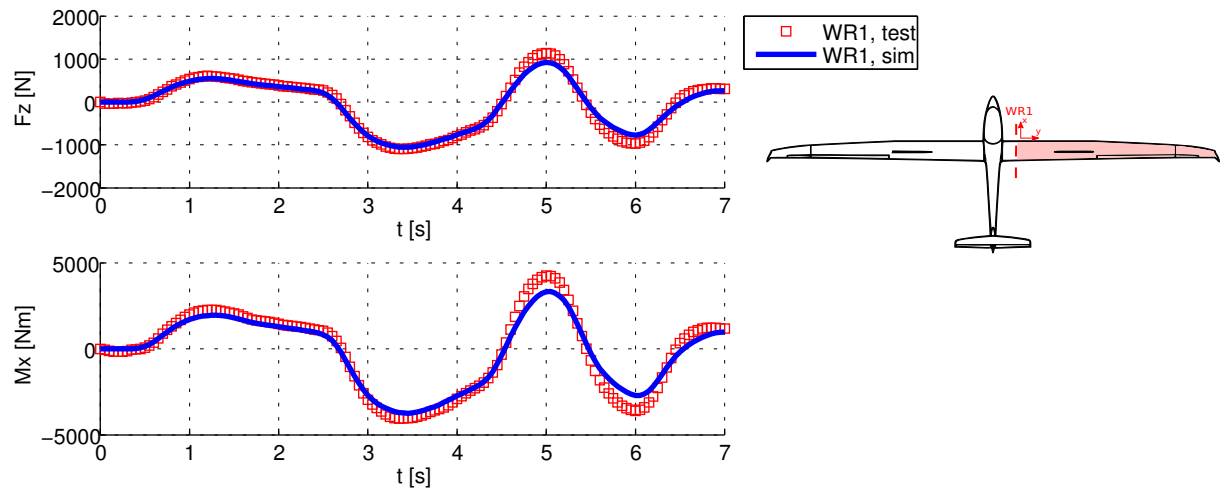 2000
1000
0
−1000
−2000
Fz [N]
0 1 2 3 4 5 6 7
t [s]
5000
0
−5000
Mx [Nm]
0 1 2 3 4 5 6 7
t [s]
WR1, test
WR1, sim
WR1
x
y